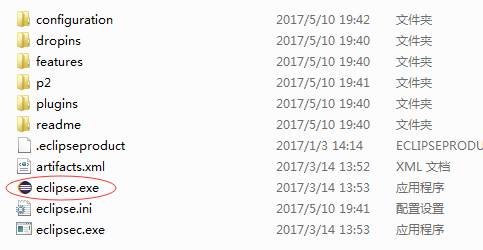 configuration 2017/5/10 19:42 文件夹
dropins 2017/5/10 19:40 文件夹
features 2017/5/10 19:40 文件夹
p2 2017/5/10 19:41 文件夹
plugins 2017/5/10 19:40 文件夹
readme 2017/5/10 19:40 文件夹
.eclipseproduct 2017/1/3 14:14 ECLIPSEPRODU
artifacts.xml 2017/3/14 13:52 XML 文档
eclipse.exe 2017/3/14 13:53 应用程序
eclipse.ini 2017/5/10 19:41 配置设置
eclipsec.exe 2017/3/14 13:53 应用程序